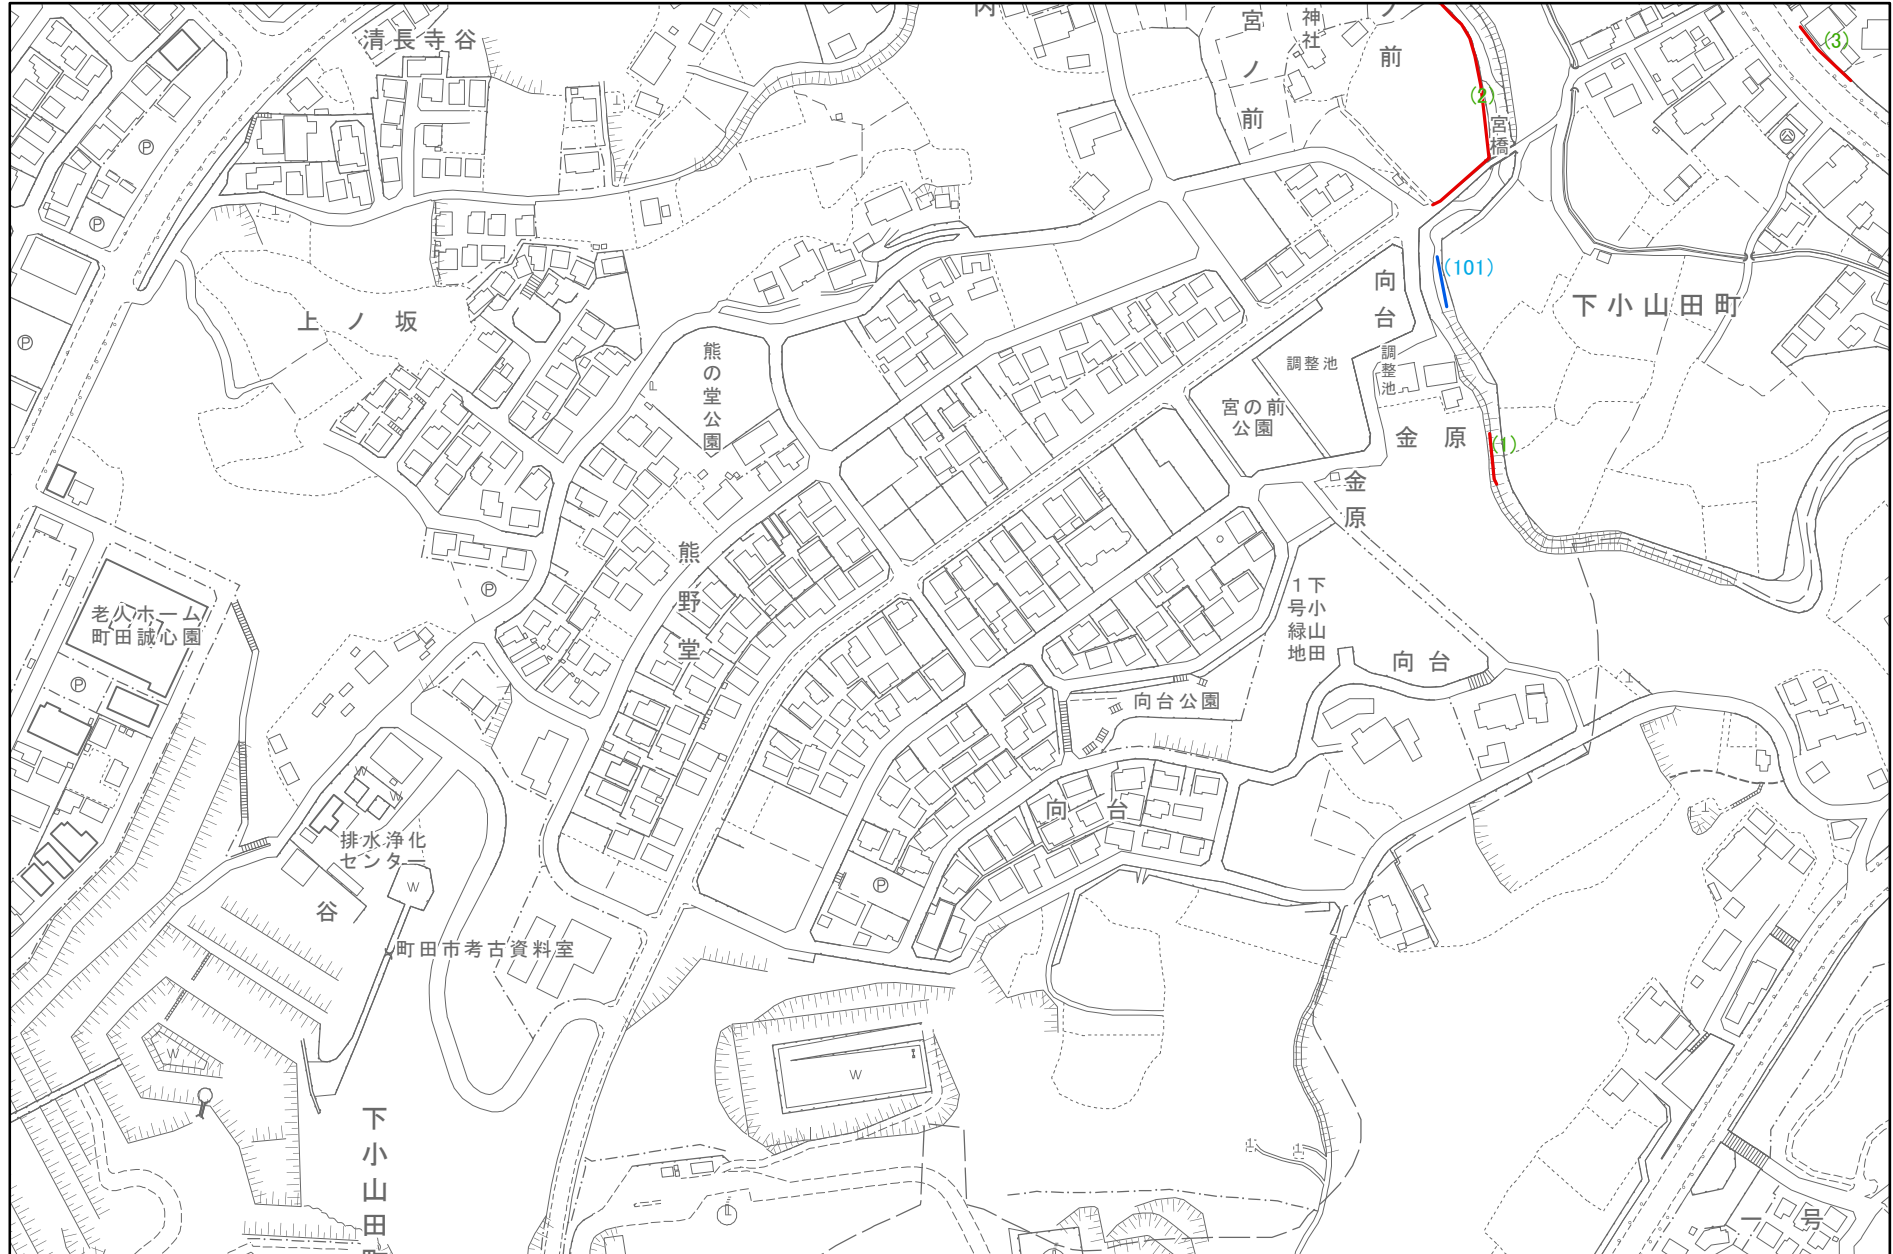 清長寺谷
内
宮ノ前
神社
ノ前
(3)
(2)
宮橋
(101)
下小山田町
向台
調整池
調整池
上ノ坂
熊の堂公園
宮の前
公園
金原
(1)
金原
熊野堂
老人ホーム
町田誠心園
下小山田
1号緑地
向台
向台公園
向台
排水浄化
センター
谷
町田市考古資料室
下小山田町
一号
P
P
P
P
P
P
W
W
W